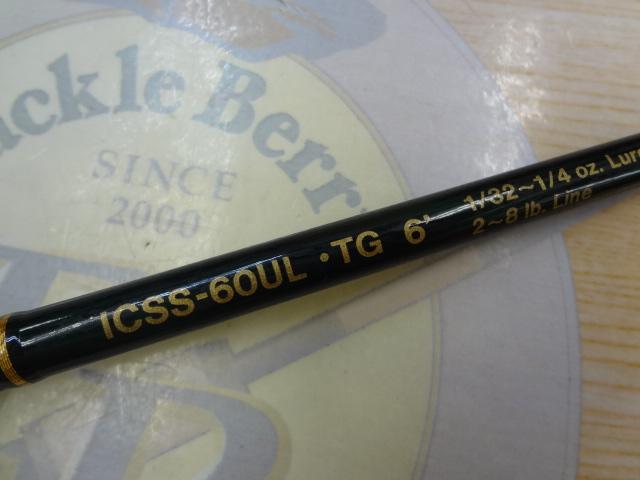 ackle Berr
SINCE
2000
ICSS-60UL・TG 6'
1/32~1/4 oz. Lure
2~8 lb. Line